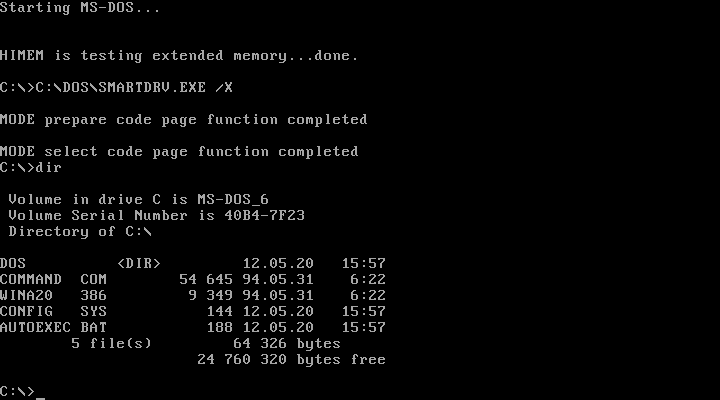 Starting MS-DOS...
HIMEM is testing extended memory...done.
C:\>C:\DOS\SMARTDRV.EXE /X
MODE prepare code page function completed
MODE select code page function completed
C:\>dir
Volume in drive C is MS-DOS_6
Volume Serial Number is 40B4-7F23
Directory of C:\
DOS          <DIR>         12.05.20   15:57
COMMAND  COM        54 645 94.05.31    6:22
WINA20   386         9 349 94.05.31    6:22
CONFIG   SYS           144 12.05.20   15:57
AUTOEXEC BAT           188 12.05.20   15:57
        5 file(s)         64 326 bytes
                      24 760 320 bytes free
C:\>_